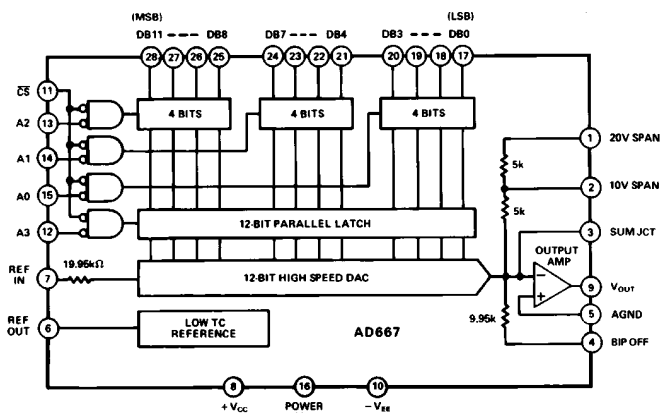 (MSB) (LSB)
DB11 ---- DB8 DB7 ---- DB4 DB3 --- DB0
28 27 26 25 24 23 22 21 20 19 18 17
CS 11
4 BITS 4 BITS 4 BITS
A2 13
1 20V SPAN
A1 14
5k
A0 15
2 10V SPAN
5k
A3 12
12-BIT PARALLEL LATCH
3 SUM JCT
OUTPUT
AMP
REF
IN 7 19.95kΩ
12-BIT HIGH SPEED DAC
−
+
9 VOUT
5 AGND
REF
OUT 6
LOW TC
REFERENCE
AD667
9.95k
4 BIP OFF
8 16 10
+VCC POWER −VEE